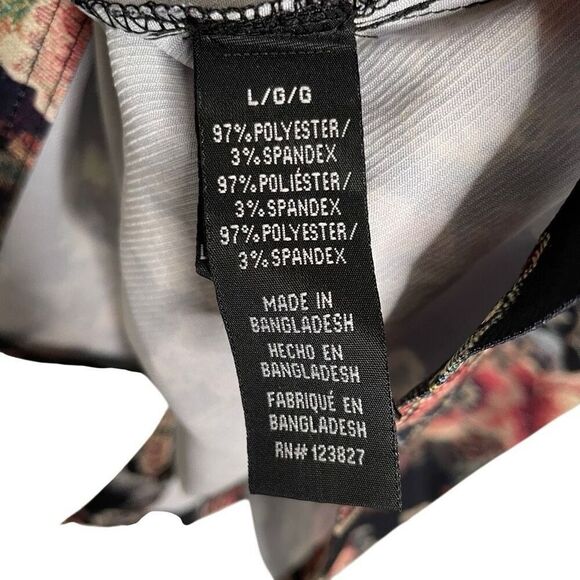 L/G/G
97%POLYESTER/
3%SPANDEX
97%POLIÉSTER/
3%SPANDEX
97%POLYESTER/
3%SPANDEX
MADE IN
BANGLADESH
HECHO EN
BANGLADESH
FABRIQUÉ EN
BANGLADESH
RN# 123827